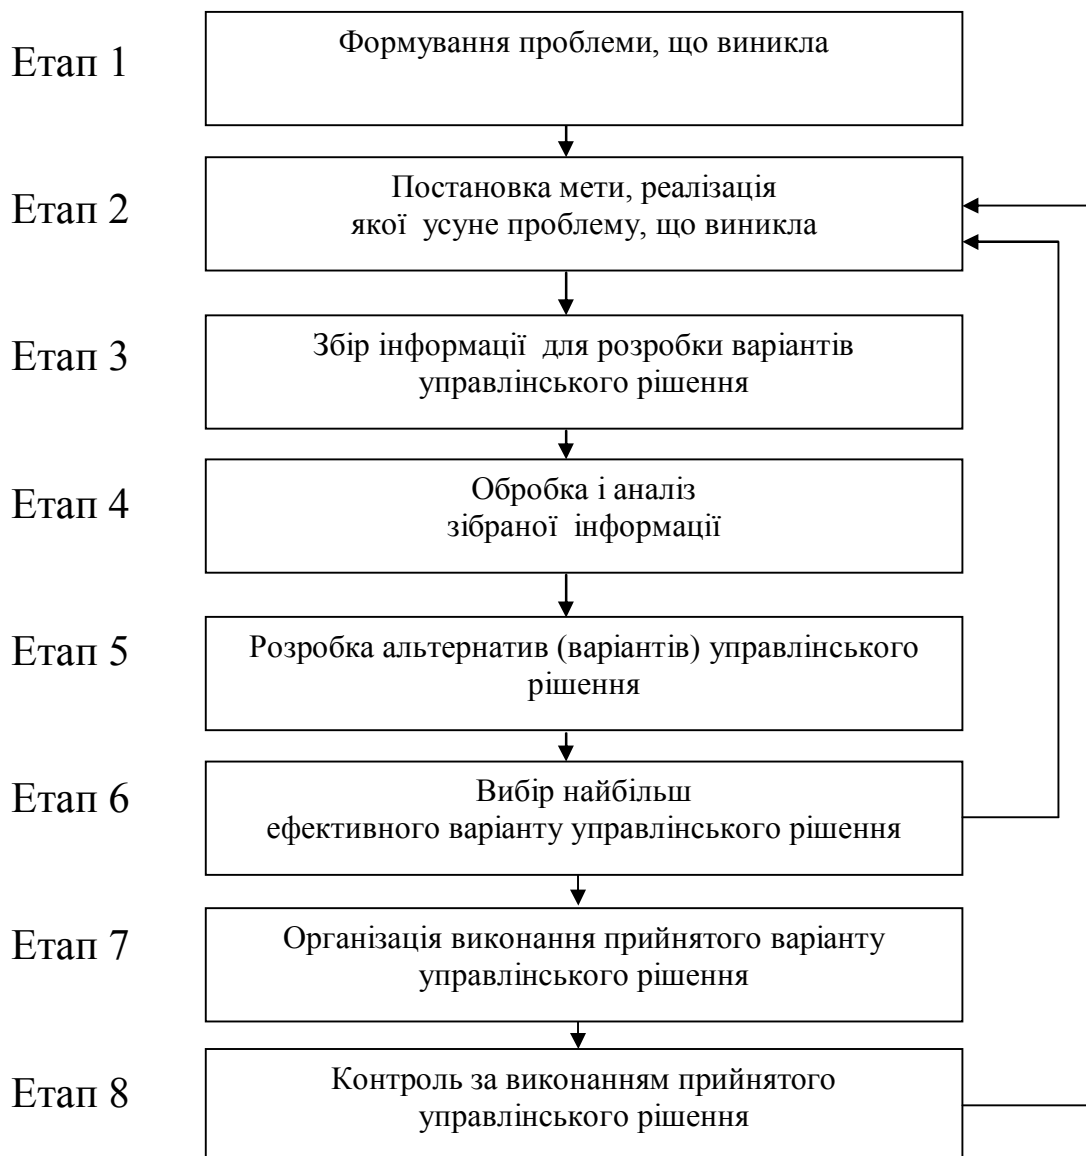 Етап 1
Формування проблеми, що виникла
Етап 2
Постановка мети, реалізація
якої усуне проблему, що виникла
Етап 3
Збір інформації для розробки варіантів
управлінського рішення
Етап 4
Обробка і аналіз
зібраної інформації
Етап 5
Розробка альтернатив (варіантів) управлінського
рішення
Етап 6
Вибір найбільш
ефективного варіанту управлінського рішення
Етап 7
Організація виконання прийнятого варіанту
управлінського рішення
Етап 8
Контроль за виконанням прийнятого
управлінського рішення